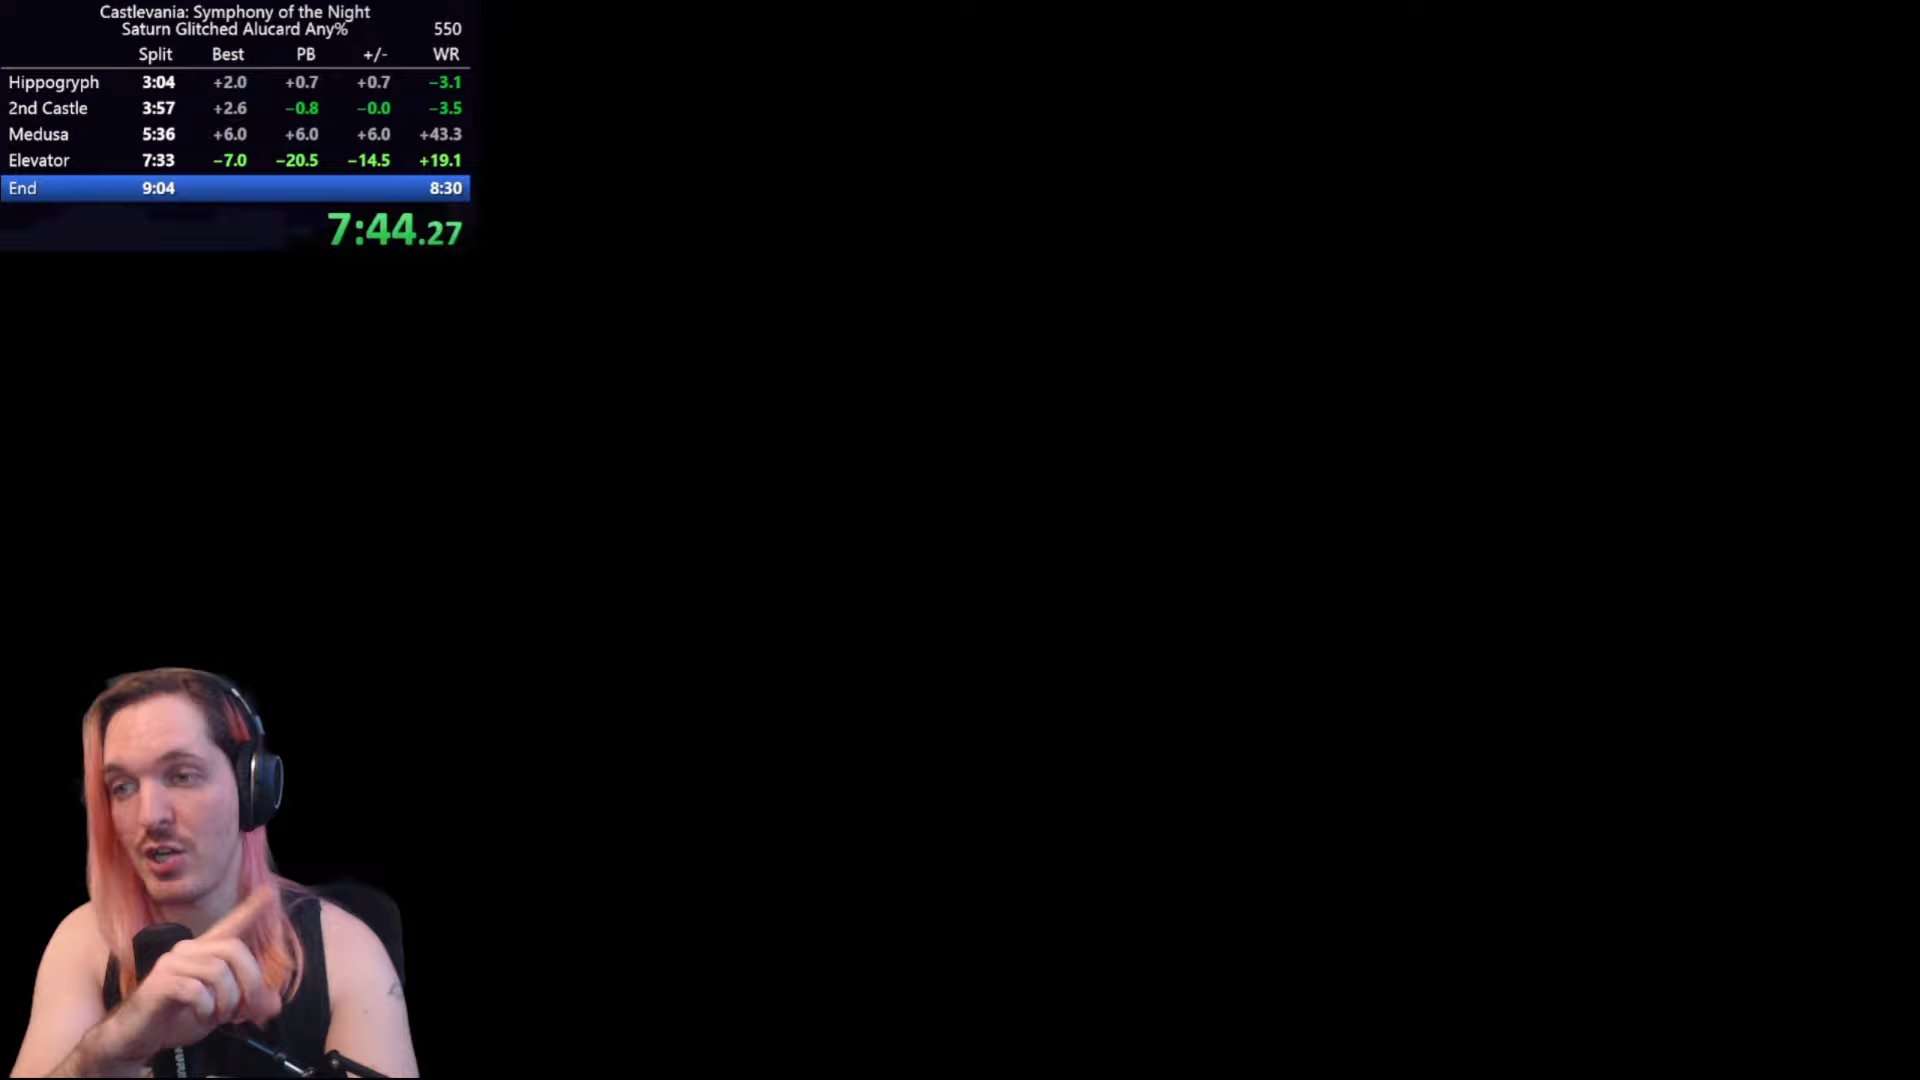 Castlevania: Symphony of the Night
Saturn Glitched Alucard Any% 550
Split Best PB +/- WR
Hippogryph 3:04 +2.0 +0.7 +0.7 −3.1
2nd Castle 3:57 +2.6 −0.8 −0.0 −3.5
Medusa 5:36 +6.0 +6.0 +6.0 +43.3
Elevator 7:33 −7.0 −20.5 −14.5 +19.1
End 9:04 8:30
7:44.27